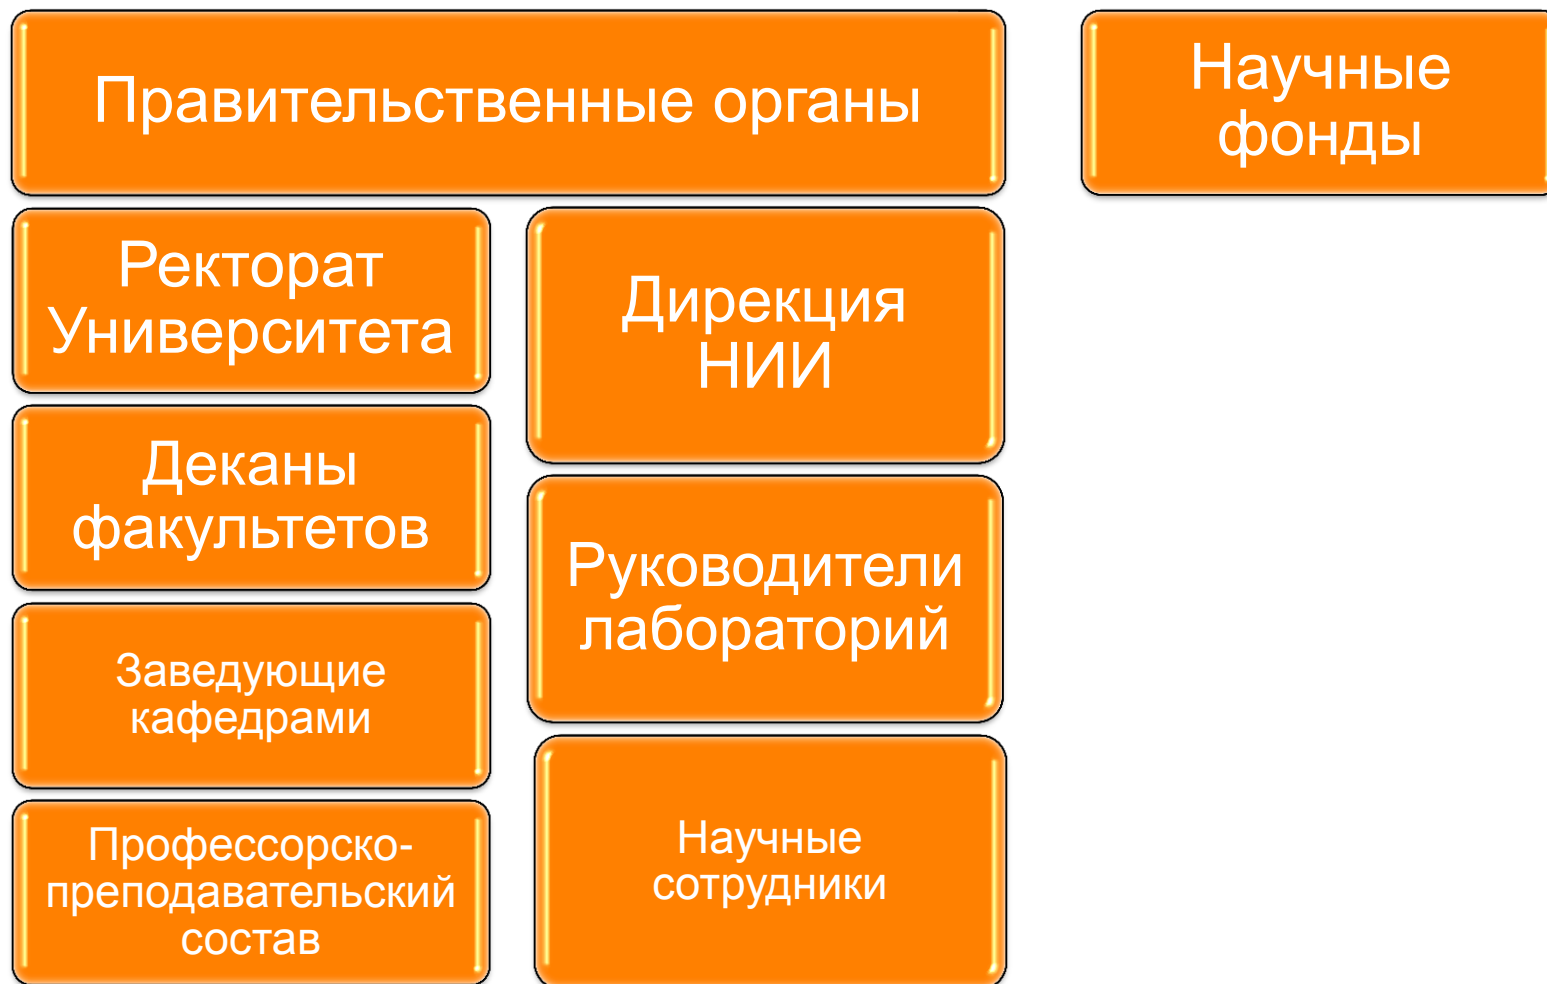 Правительственные органы
Научные
фонды
Ректорат
Университета
Дирекция
НИИ
Деканы
факультетов
Руководители
лабораторий
Заведующие
кафедрами
Научные
сотрудники
Профессорско-
преподавательский
состав